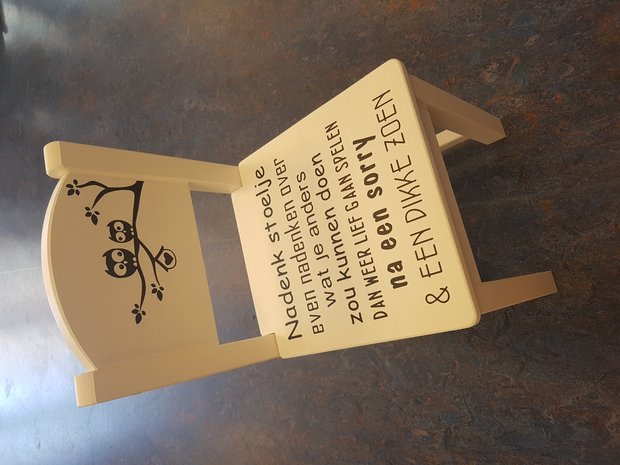 Nadenk stoeltje
even nadenken over
wat je anders
zou kunnen doen
DAN WEER LIEF GAAN SPELEN
na een sorry
& EEN DIKKE ZOEN